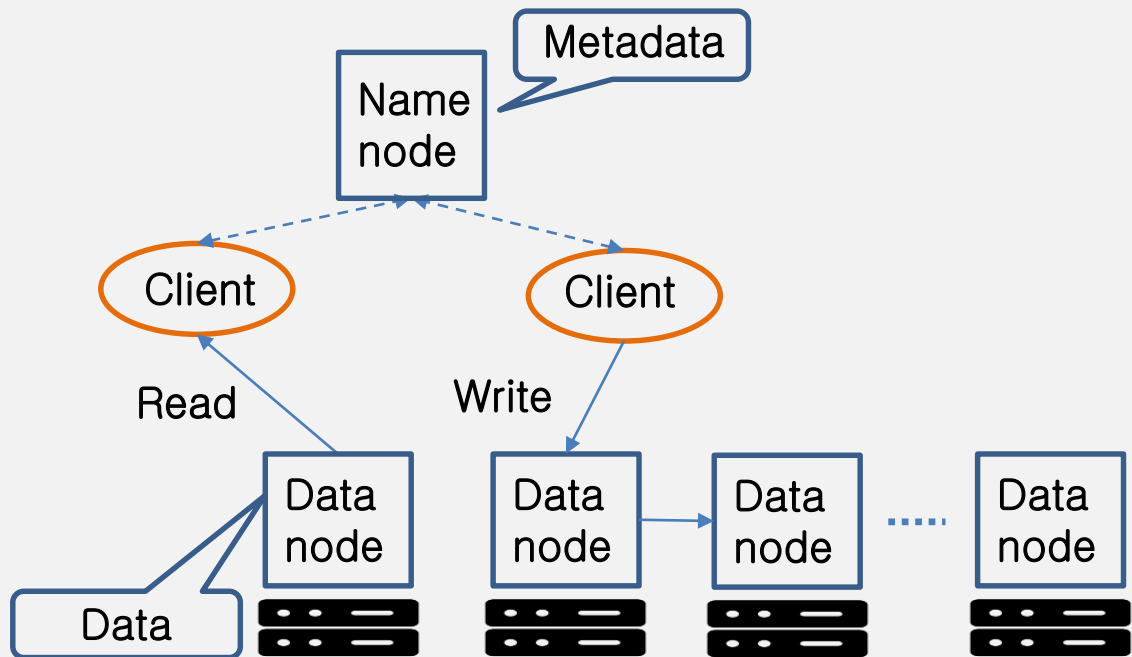 Metadata
Name
node
Client
Client
Read
Write
Data
node
Data
node
Data
node
Data
node
Data